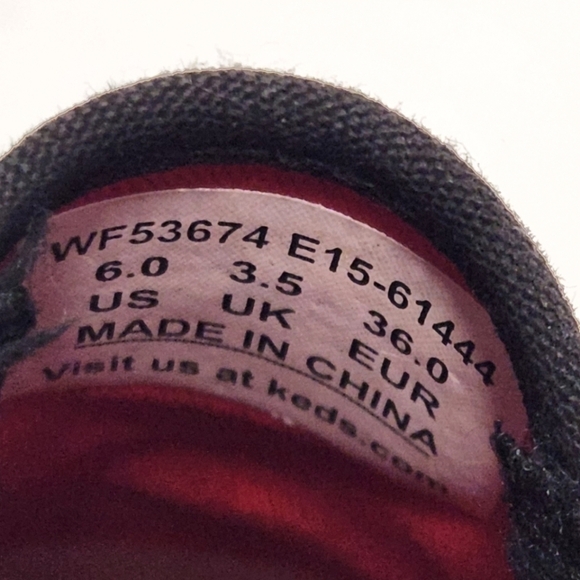 WF53674 E15-61444
6.0 3.5 36.0
US UK EUR
MADE IN CHINA
Visit us at keds.com